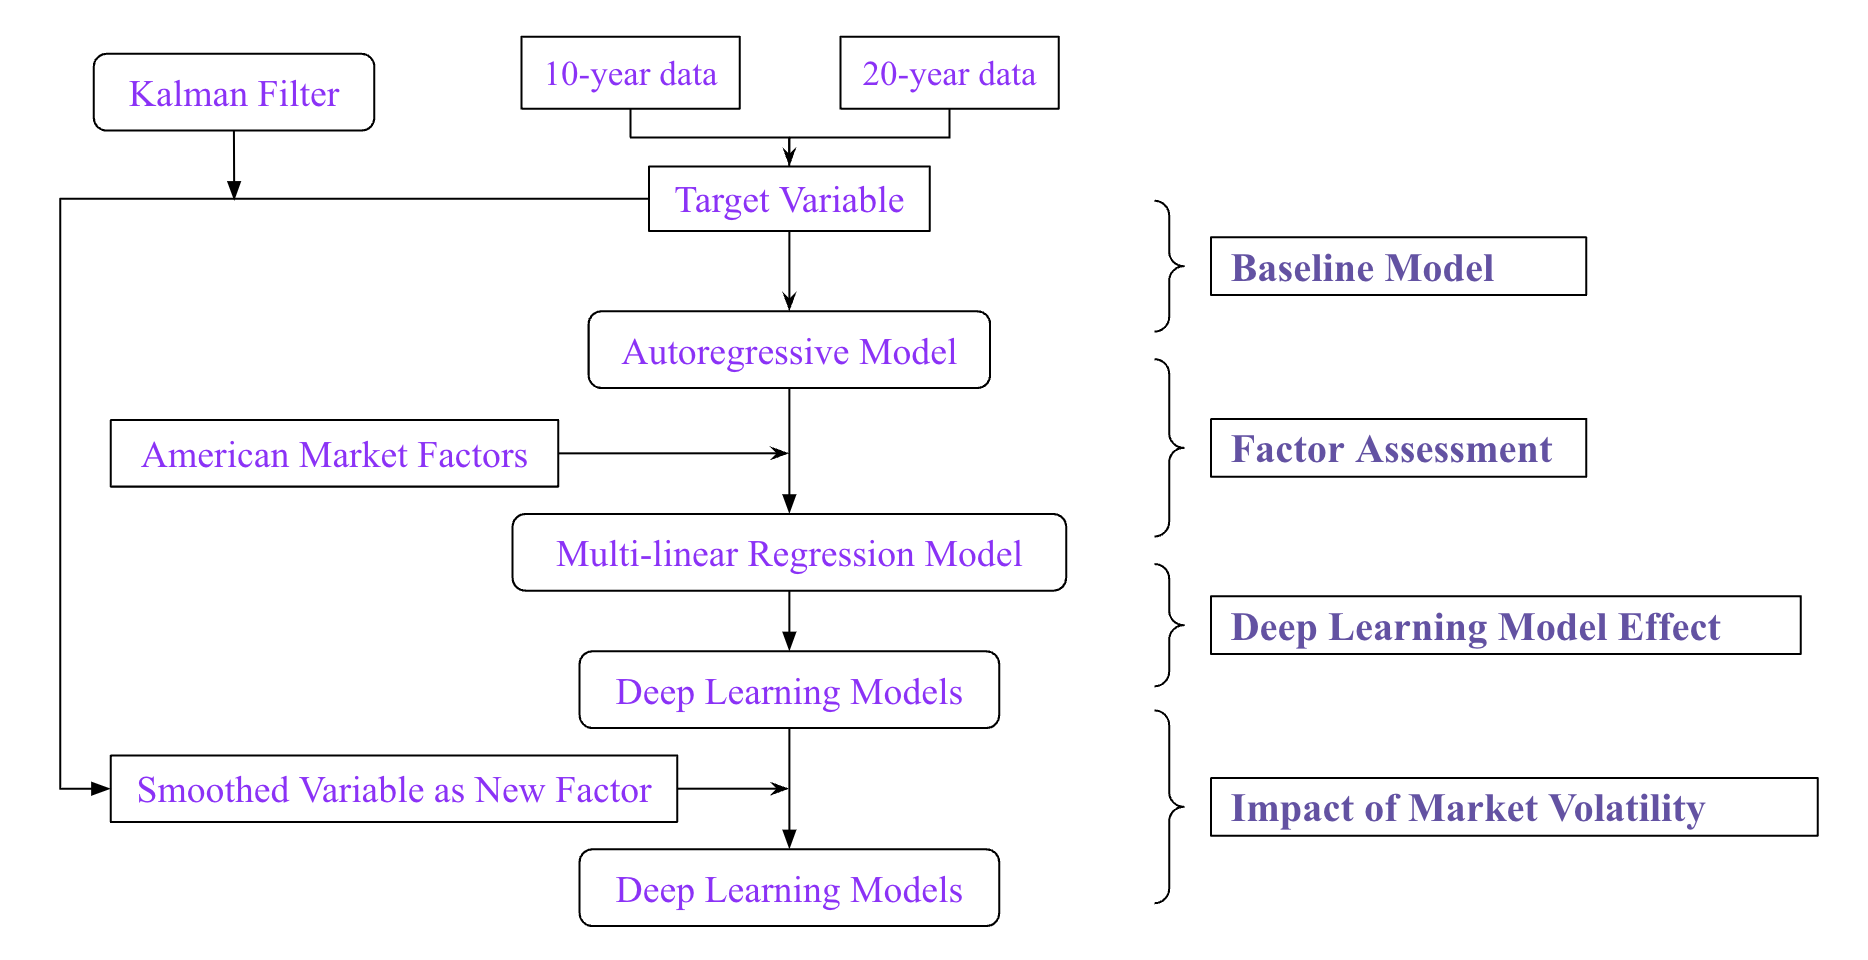 Kalman Filter
10-year data
20-year data
Target Variable
Baseline Model
Autoregressive Model
American Market Factors
Factor Assessment
Multi-linear Regression Model
Deep Learning Model Effect
Deep Learning Models
Smoothed Variable as New Factor
Impact of Market Volatility
Deep Learning Models